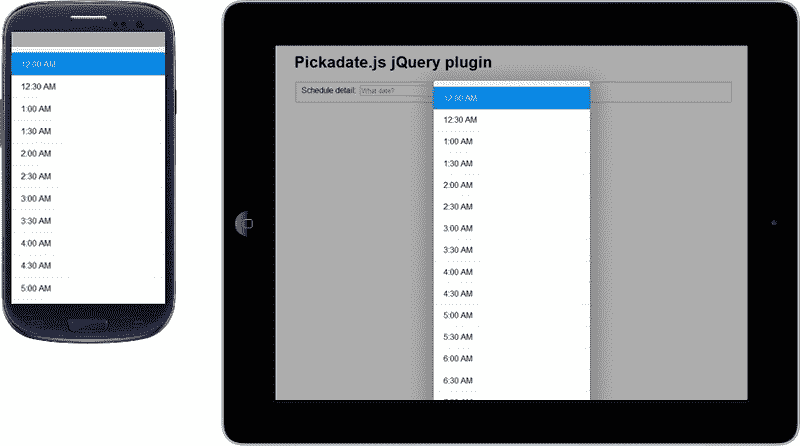 12:00 AM
12:30 AM
1:00 AM
1:30 AM
2:00 AM
2:30 AM
3:00 AM
3:30 AM
4:00 AM
4:30 AM
5:00 AM
Pickadate.js jQuery plugin
Schedule detail: What date?
12:00 AM
12:30 AM
1:00 AM
1:30 AM
2:00 AM
2:30 AM
3:00 AM
3:30 AM
4:00 AM
4:30 AM
5:00 AM
5:30 AM
6:00 AM
6:30 AM